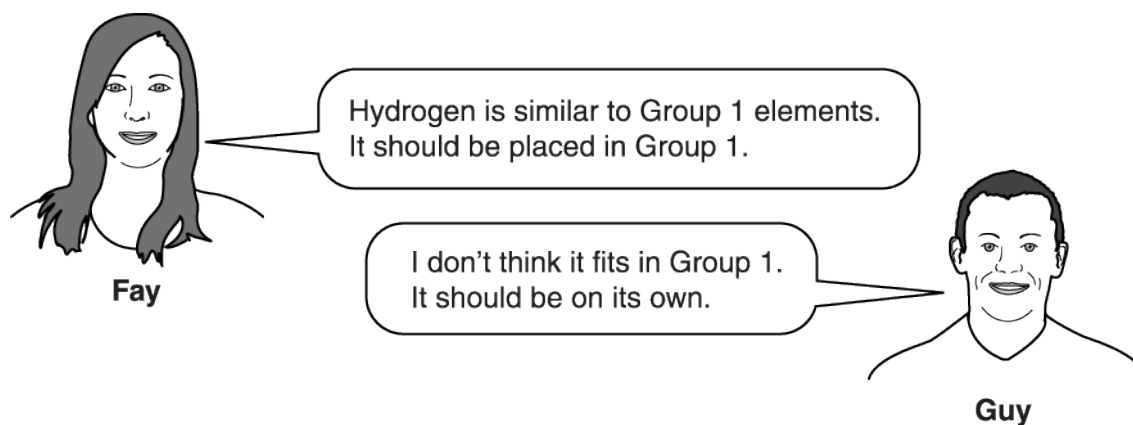 Hydrogen is similar to Group 1 elements.
It should be placed in Group 1.
Fay
I don’t think it fits in Group 1.
It should be on its own.
Guy